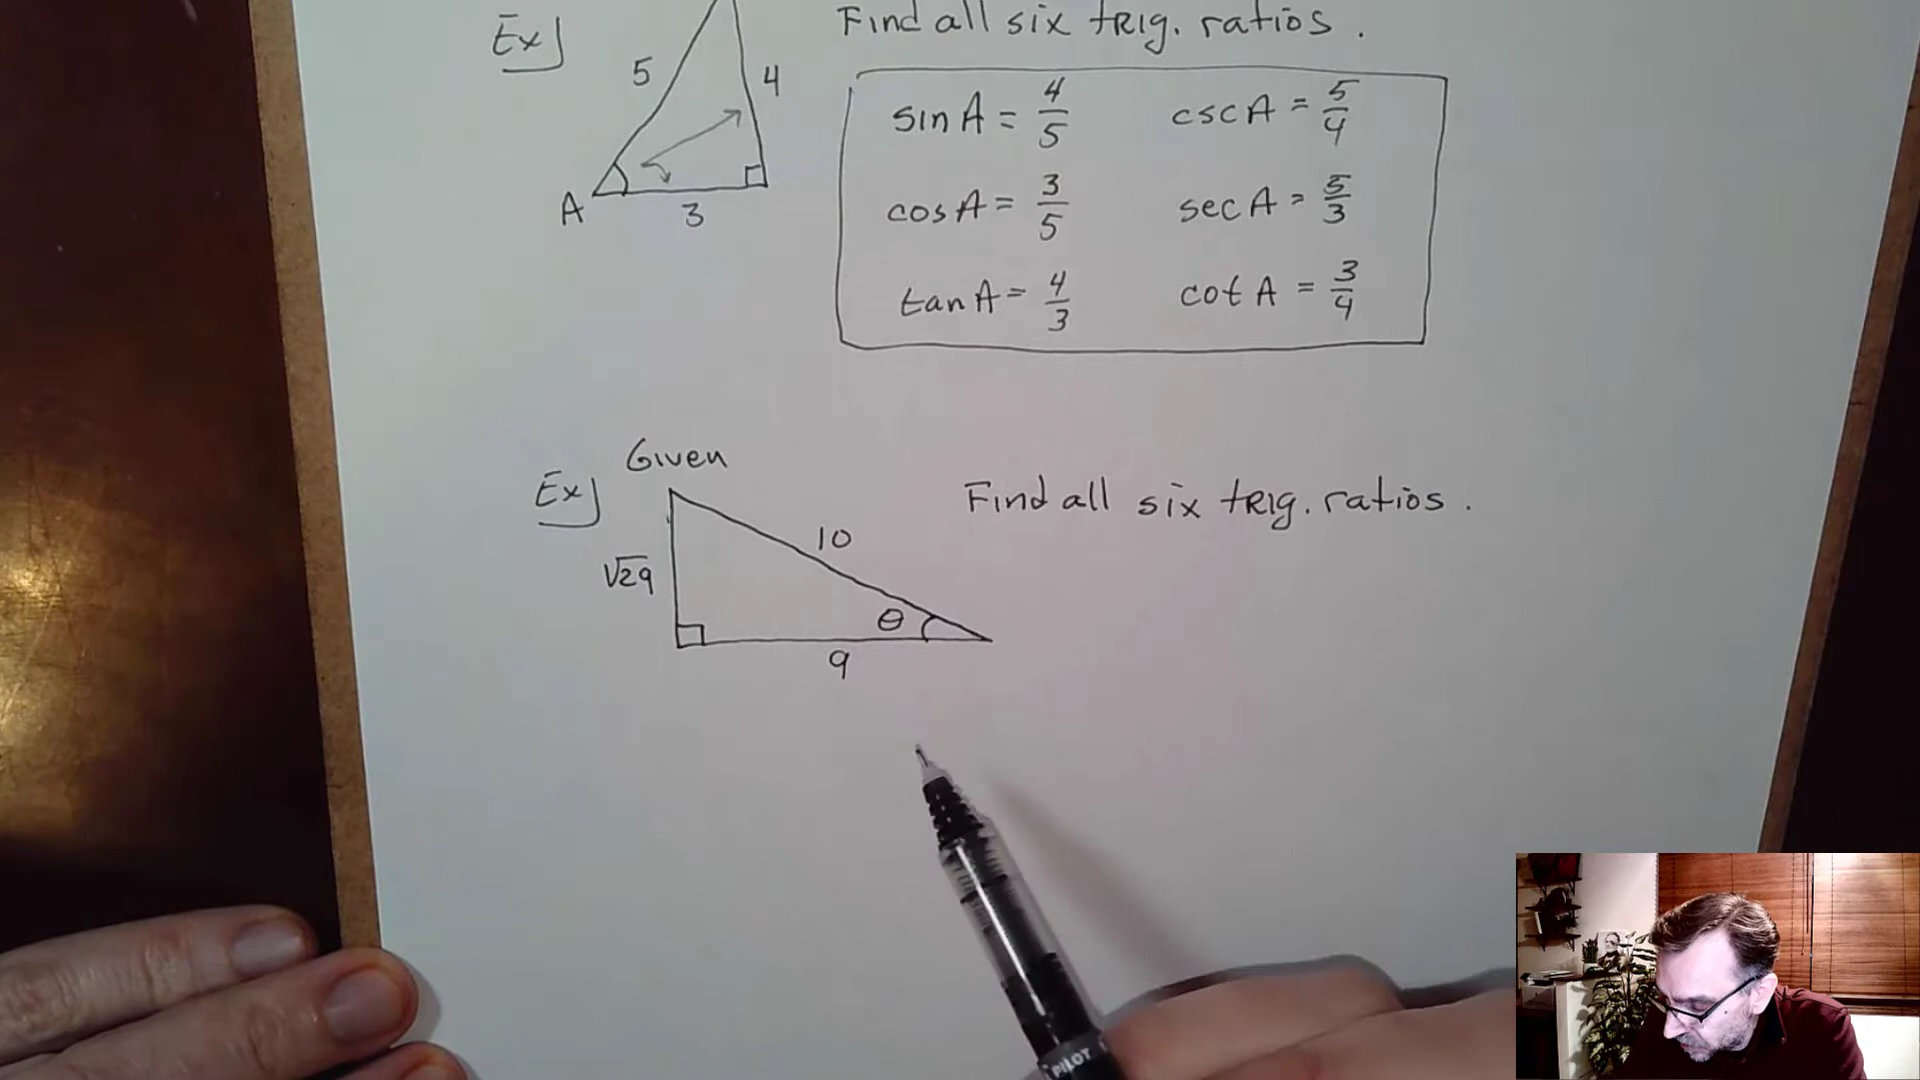 Ex] Find all six trig. ratios.
5 4
A 3
sin A = 4/5 csc A = 5/4
cos A = 3/5 sec A = 5/3
tan A = 4/3 cot A = 3/4
Given
Ex] Find all six trig. ratios.
10
√29
θ
9
PILOT